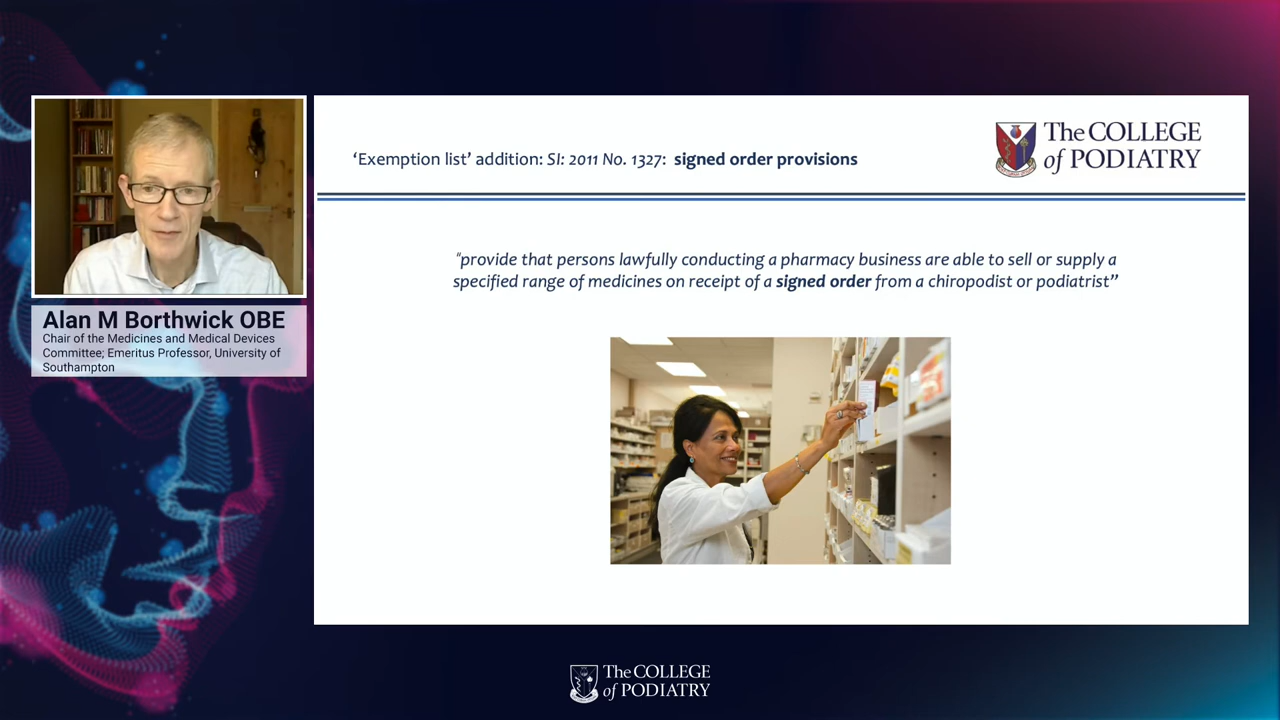 ‘Exemption list’ addition: SI: 2011 No. 1327: signed order provisions
The COLLEGE
of PODIATRY
“provide that persons lawfully conducting a pharmacy business are able to sell or supply a
specified range of medicines on receipt of a signed order from a chiropodist or podiatrist”
Alan M Borthwick OBE
Chair of the Medicines and Medical Devices
Committee; Emeritus Professor, University of
Southampton
The COLLEGE
of PODIATRY